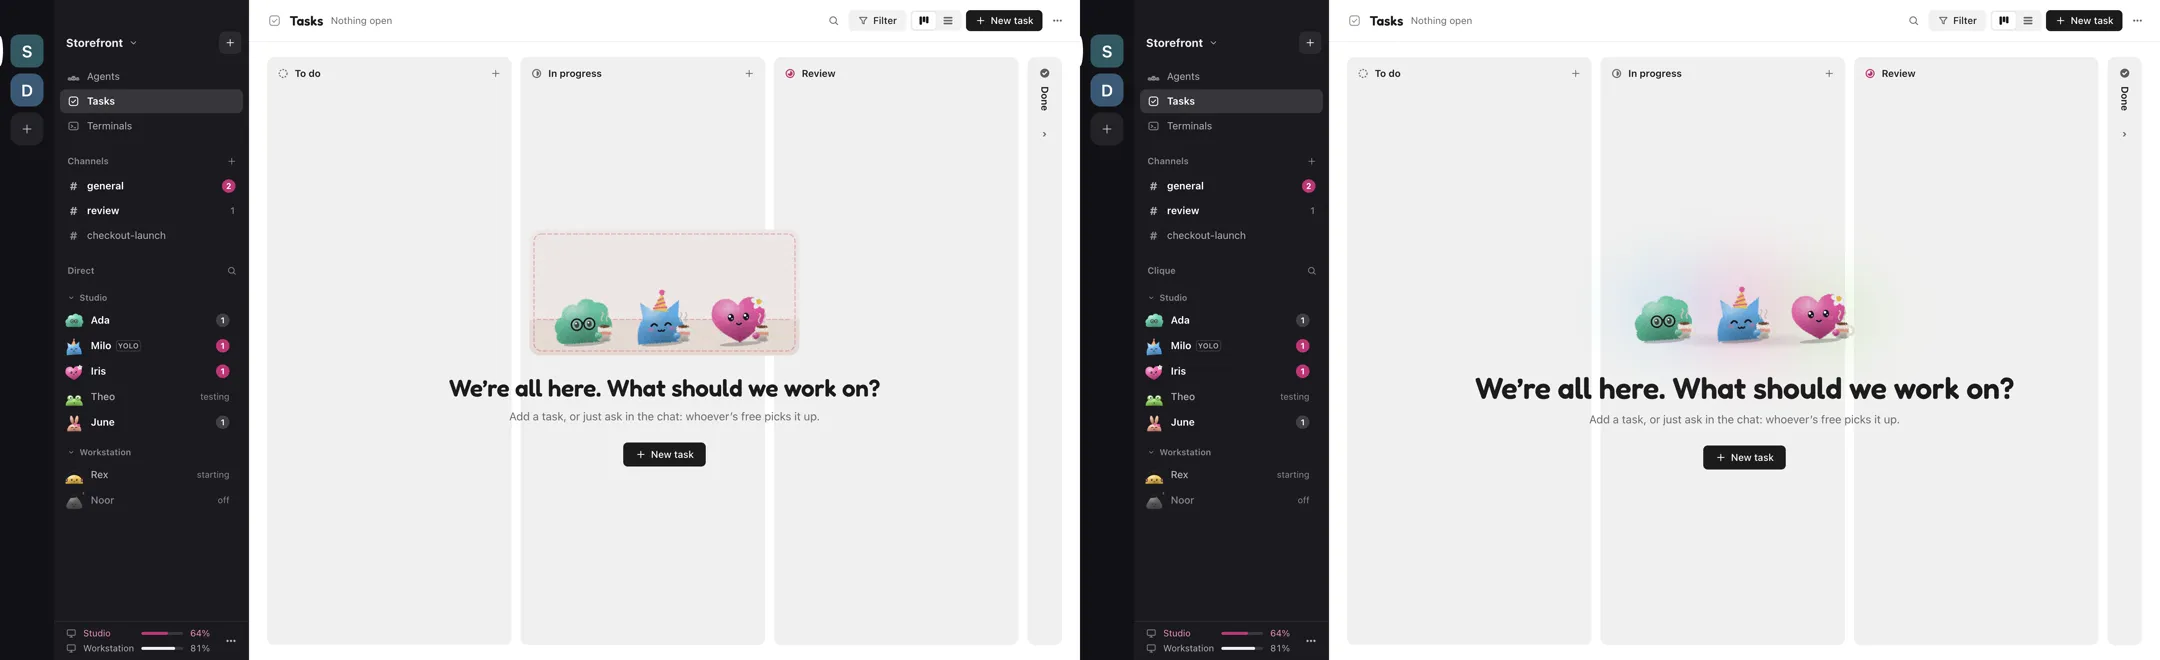 S
D
Storefront
Agents
Tasks
Terminals
Channels
# general 2
# review 1
# checkout-launch
Direct
Studio
Ada 1
Milo YOLO 1
Iris 1
Theo testing
June 1
Workstation
Rex starting
Noor off
Studio 64%
Workstation 81%
Tasks Nothing open
Filter
New task
To do
In progress
Review
Done
We're all here. What should we work on?
Add a task, or just ask in the chat: whoever's free picks it up.
New task
S
D
Storefront
Agents
Tasks
Terminals
Channels
# general 2
# review 1
# checkout-launch
Clique
Studio
Ada 1
Milo YOLO 1
Iris 1
Theo testing
June 1
Workstation
Rex starting
Noor off
Studio 64%
Workstation 81%
Tasks Nothing open
Filter
New task
To do
In progress
Review
Done
We're all here. What should we work on?
Add a task, or just ask in the chat: whoever's free picks it up.
New task